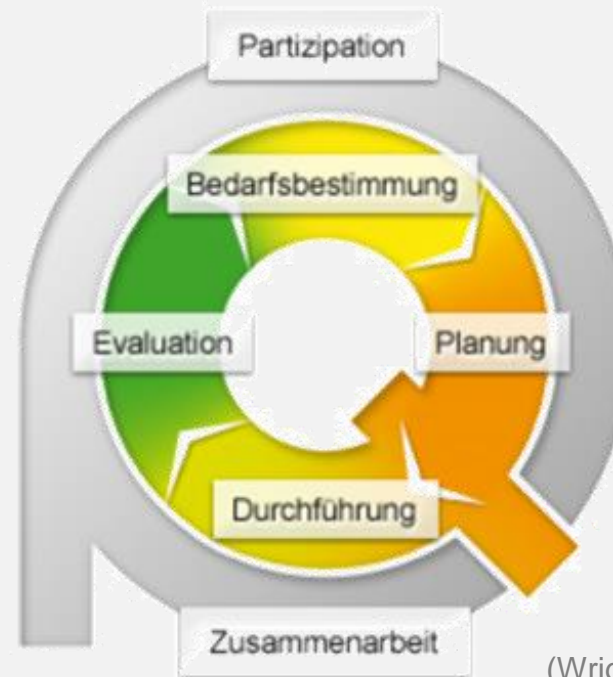 Partizipation
Bedarfsbestimmung
Evaluation
Planung
Durchführung
Zusammenarbeit